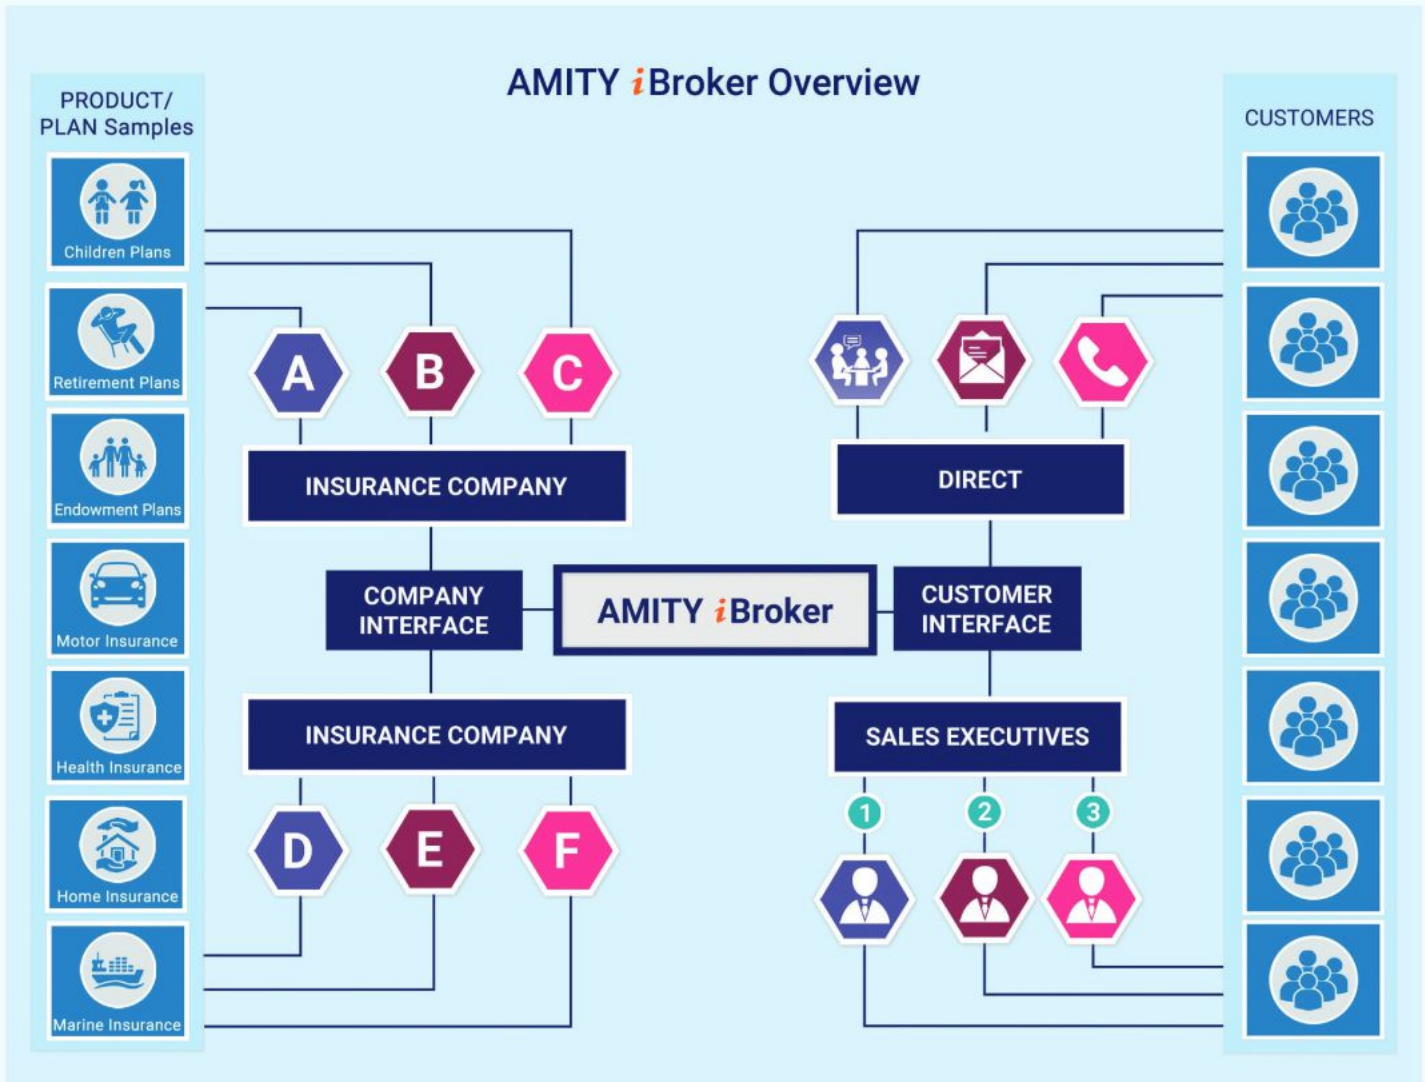 AMITY iBroker Overview
PRODUCT/
PLAN Samples
Children Plans
Retirement Plans
Endowment Plans
Motor Insurance
Health Insurance
Home Insurance
Marine Insurance
A
B
C
INSURANCE COMPANY
COMPANY
INTERFACE
INSURANCE COMPANY
D
E
F
AMITY iBroker
DIRECT
CUSTOMER
INTERFACE
SALES EXECUTIVES
1
2
3
CUSTOMERS